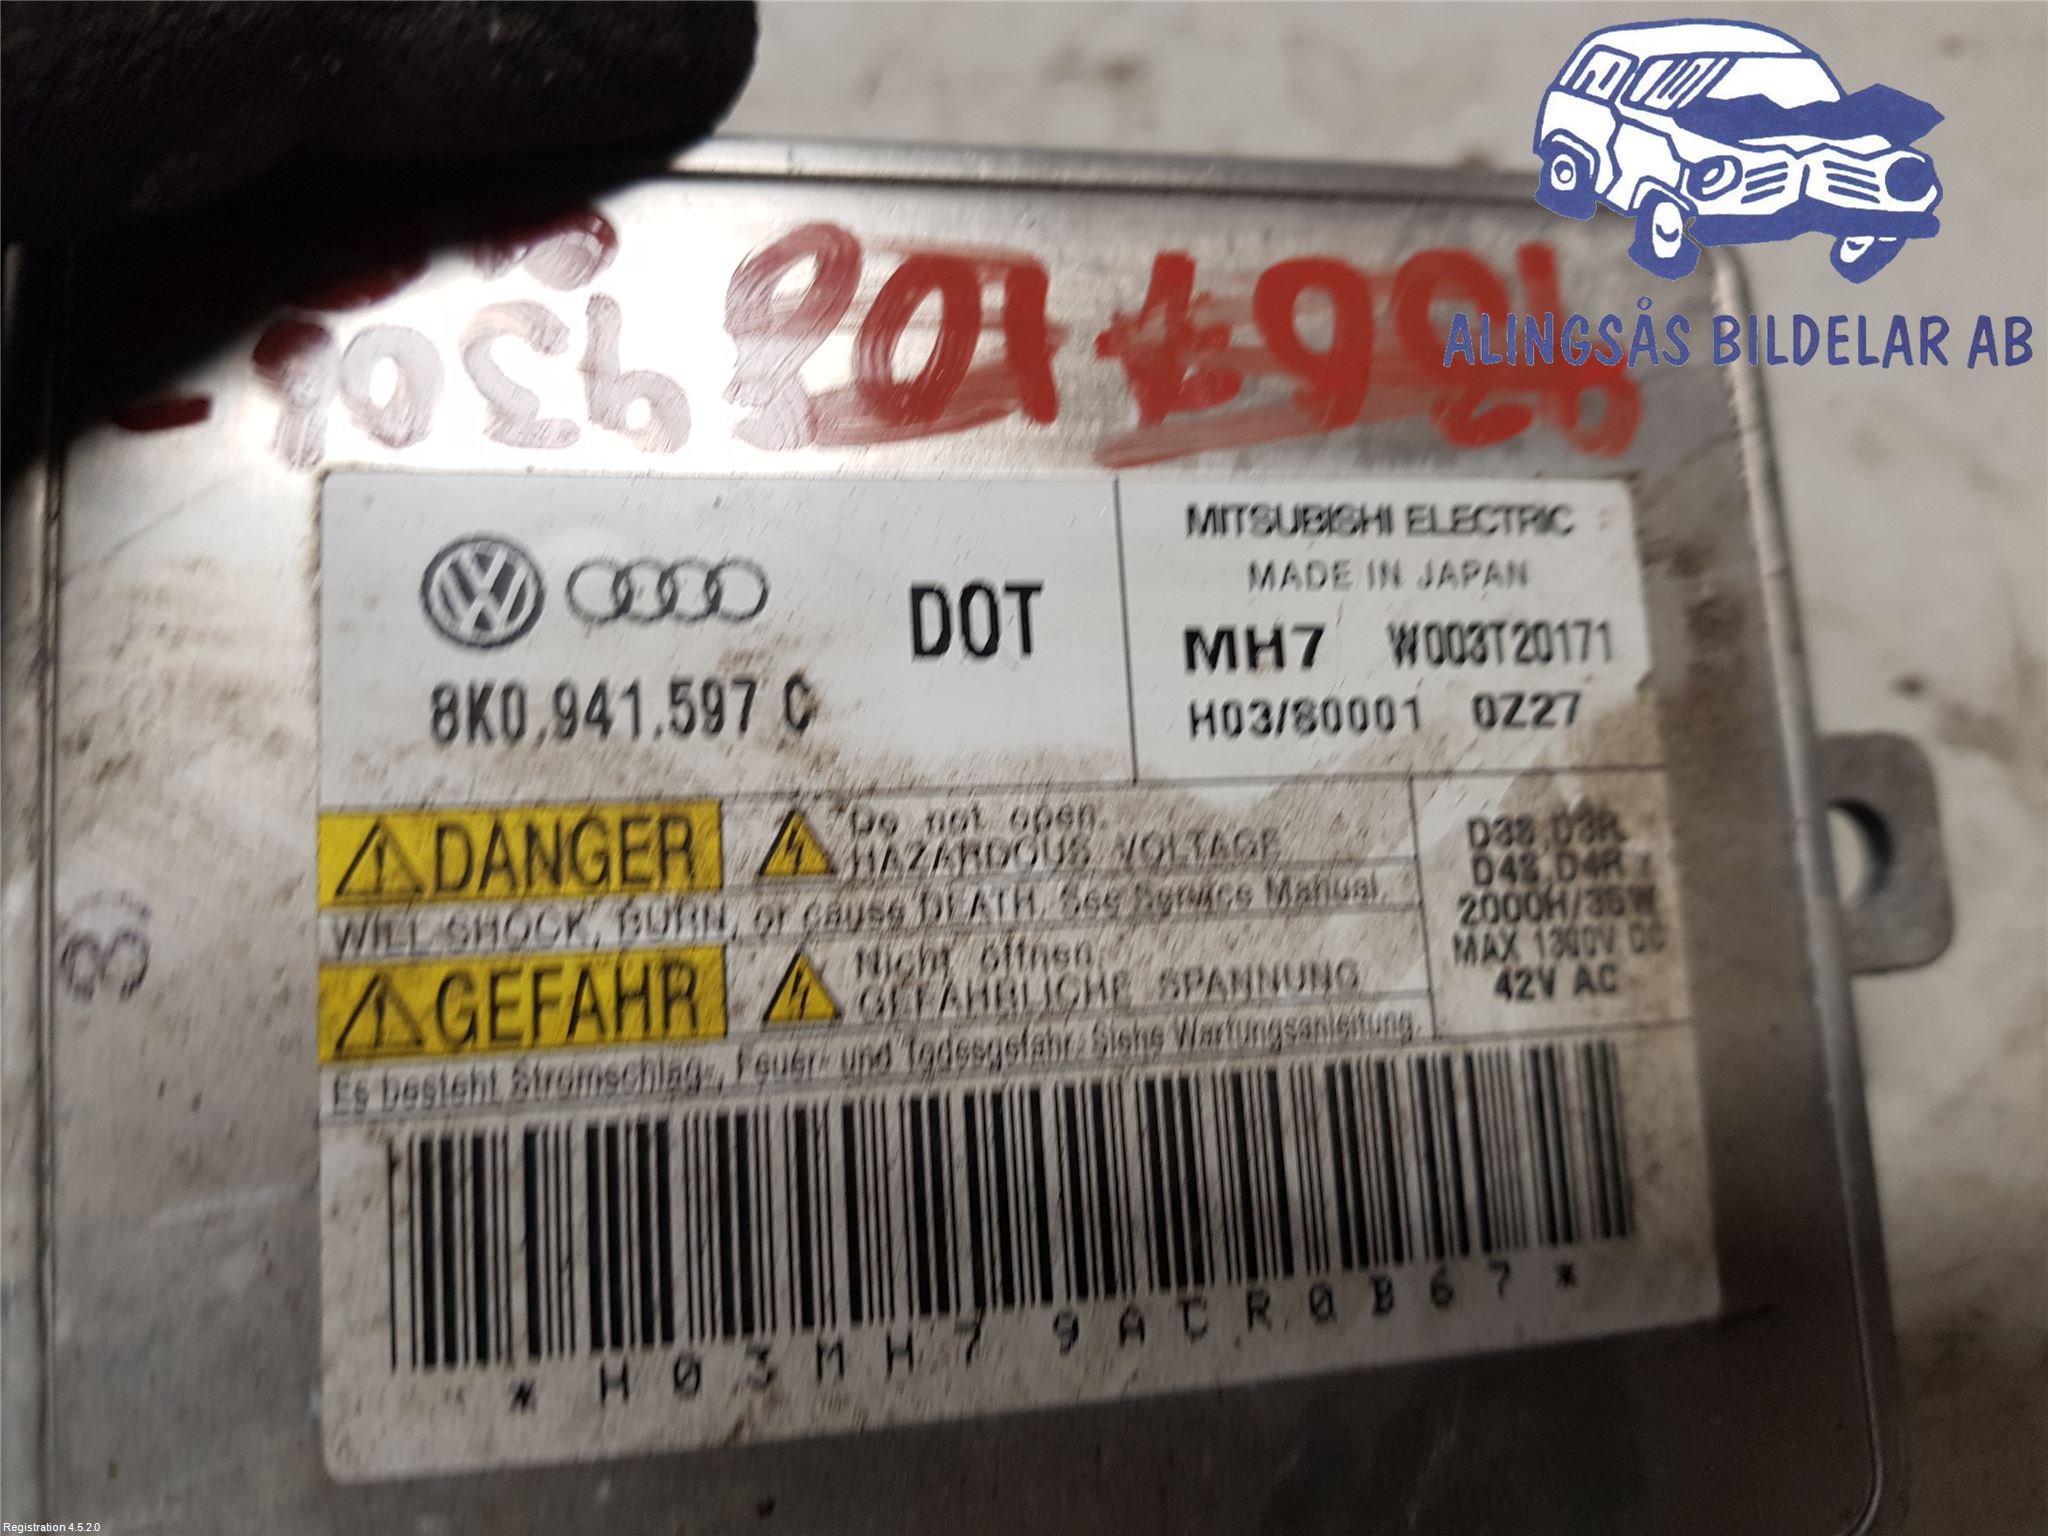 ALINGSÅS BILDELAR AB
DOT
8K0.941.597 C
MITSUBISHI ELECTRIC
MADE IN JAPAN
MH7 W003T20171
H03/80001 0Z27
DANGER
Do not open.
HAZARDOUS VOLTAGE
WILL SHOCK, BURN, or cause DEATH. See Service Manual.
GEFAHR
Nicht öffnen.
GEFÄHRLICHE SPANNUNG
Es besteht Stromschlag-, Feuer- und Todesgefahr. Siehe Wartungsanleitung.
D3S.D3R
D4S.D4R
2000H/35W
MAX 1300V DC
42V AC
*H03MH79ACR0B67*
Registration 4.5.2.0